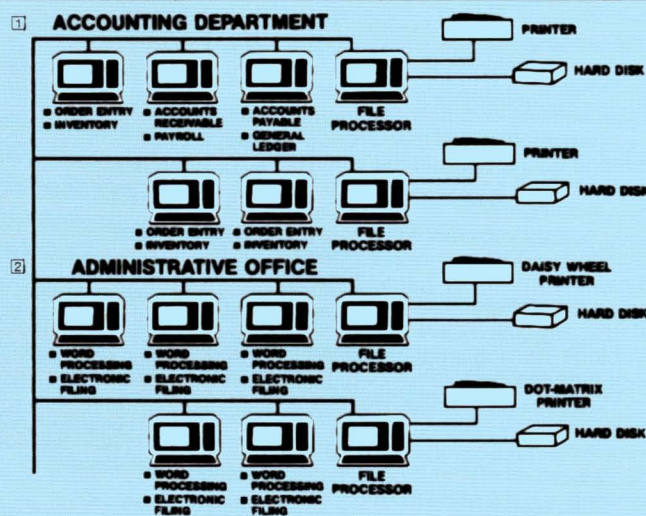 1 ACCOUNTING DEPARTMENT
PRINTER
HARD DISK
■ ORDER ENTRY
■ INVENTORY
■ ACCOUNTS
RECEIVABLE
■ PAYROLL
■ ACCOUNTS
PAYABLE
■ GENERAL
LEDGER
FILE
PROCESSOR
PRINTER
HARD DISK
■ ORDER ENTRY
■ INVENTORY
■ ORDER ENTRY
■ INVENTORY
FILE
PROCESSOR
2 ADMINISTRATIVE OFFICE
DAISY WHEEL
PRINTER
HARD DISK
■ WORD
PROCESSING
■ ELECTRONIC
FILING
■ WORD
PROCESSING
■ ELECTRONIC
FILING
■ WORD
PROCESSING
■ ELECTRONIC
FILING
FILE
PROCESSOR
DOT-MATRIX
PRINTER
HARD DISK
■ WORD
PROCESSING
■ ELECTRONIC
FILING
■ WORD
PROCESSING
■ ELECTRONIC
FILING
FILE
PROCESSOR